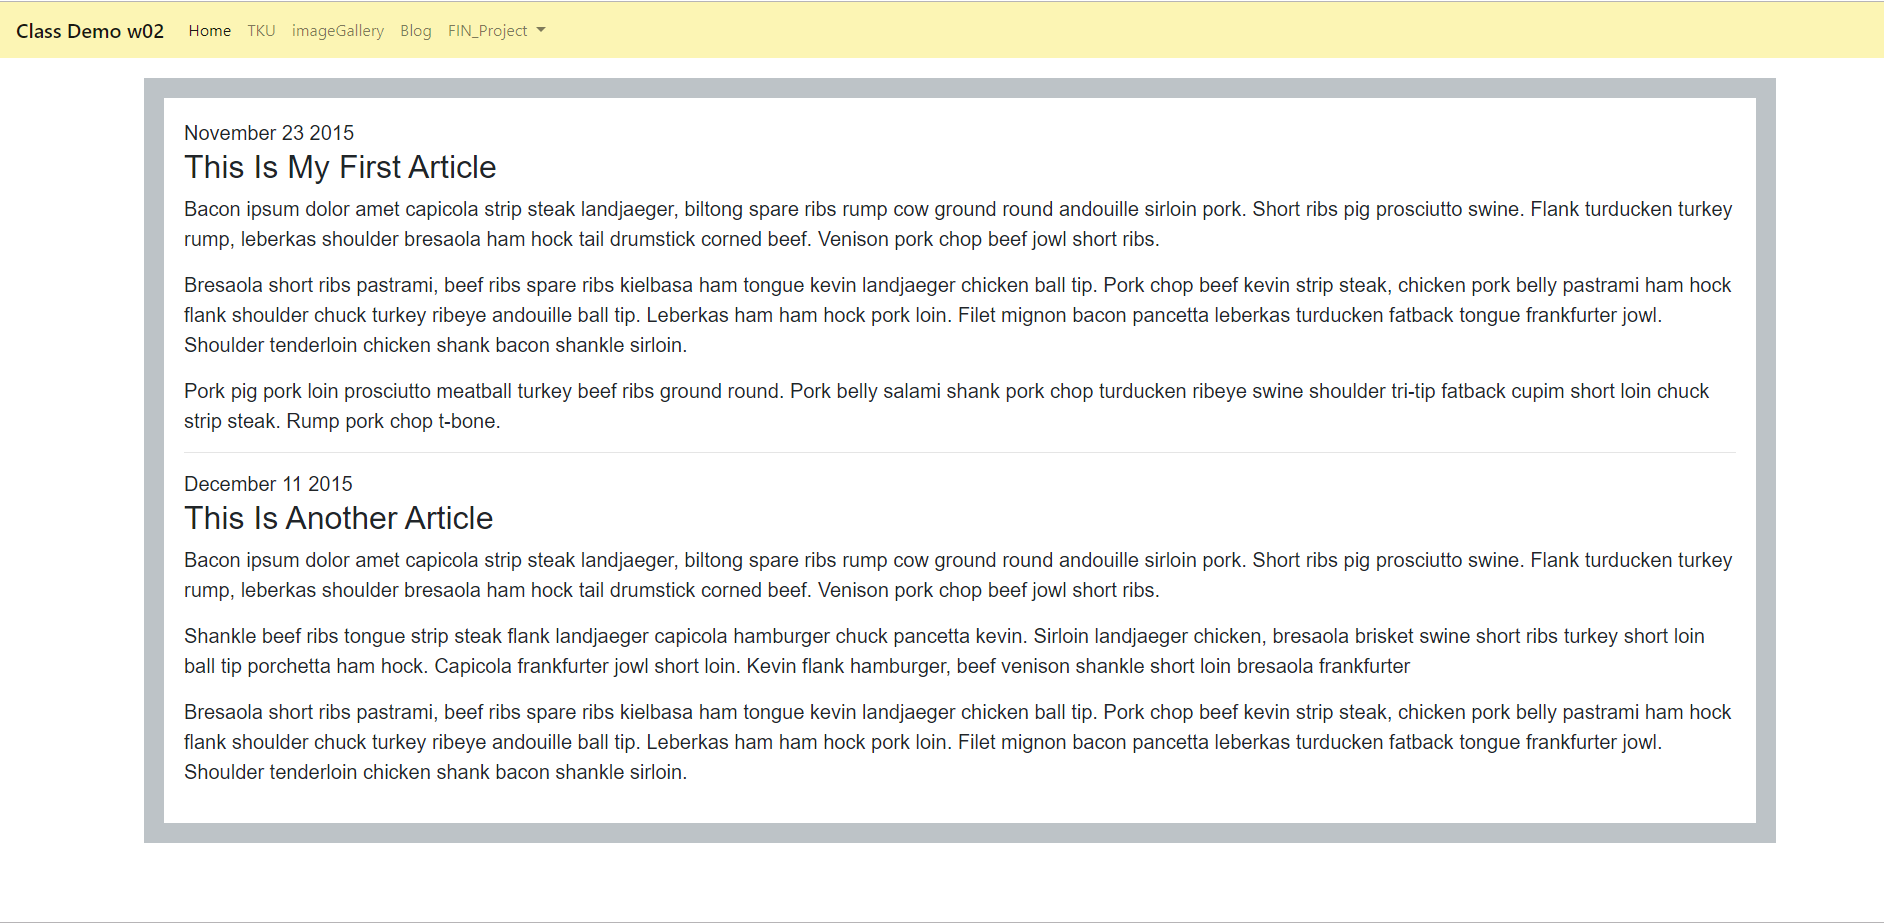 Class Demo w02 Home TKU imageGallery Blog FIN_Project
November 23 2015
This Is My First Article
Bacon ipsum dolor amet capicola strip steak landjaeger, biltong spare ribs rump cow ground round andouille sirloin pork. Short ribs pig prosciutto swine. Flank turducken turkey
rump, leberkas shoulder bresaola ham hock tail drumstick corned beef. Venison pork chop beef jowl short ribs.
Bresaola short ribs pastrami, beef ribs spare ribs kielbasa ham tongue kevin landjaeger chicken ball tip. Pork chop beef kevin strip steak, chicken pork belly pastrami ham hock
flank shoulder chuck turkey ribeye andouille ball tip. Leberkas ham ham hock pork loin. Filet mignon bacon pancetta leberkas turducken fatback tongue frankfurter jowl.
Shoulder tenderloin chicken shank bacon shankle sirloin.
Pork pig pork loin prosciutto meatball turkey beef ribs ground round. Pork belly salami shank pork chop turducken ribeye swine shoulder tri-tip fatback cupim short loin chuck
strip steak. Rump pork chop t-bone.
December 11 2015
This Is Another Article
Bacon ipsum dolor amet capicola strip steak landjaeger, biltong spare ribs rump cow ground round andouille sirloin pork. Short ribs pig prosciutto swine. Flank turducken turkey
rump, leberkas shoulder bresaola ham hock tail drumstick corned beef. Venison pork chop beef jowl short ribs.
Shankle beef ribs tongue strip steak flank landjaeger capicola hamburger chuck pancetta kevin. Sirloin landjaeger chicken, bresaola brisket swine short ribs turkey short loin
ball tip porchetta ham hock. Capicola frankfurter jowl short loin. Kevin flank hamburger, beef venison shankle short loin bresaola frankfurter
Bresaola short ribs pastrami, beef ribs spare ribs kielbasa ham tongue kevin landjaeger chicken ball tip. Pork chop beef kevin strip steak, chicken pork belly pastrami ham hock
flank shoulder chuck turkey ribeye andouille ball tip. Leberkas ham ham hock pork loin. Filet mignon bacon pancetta leberkas turducken fatback tongue frankfurter jowl.
Shoulder tenderloin chicken shank bacon shankle sirloin.